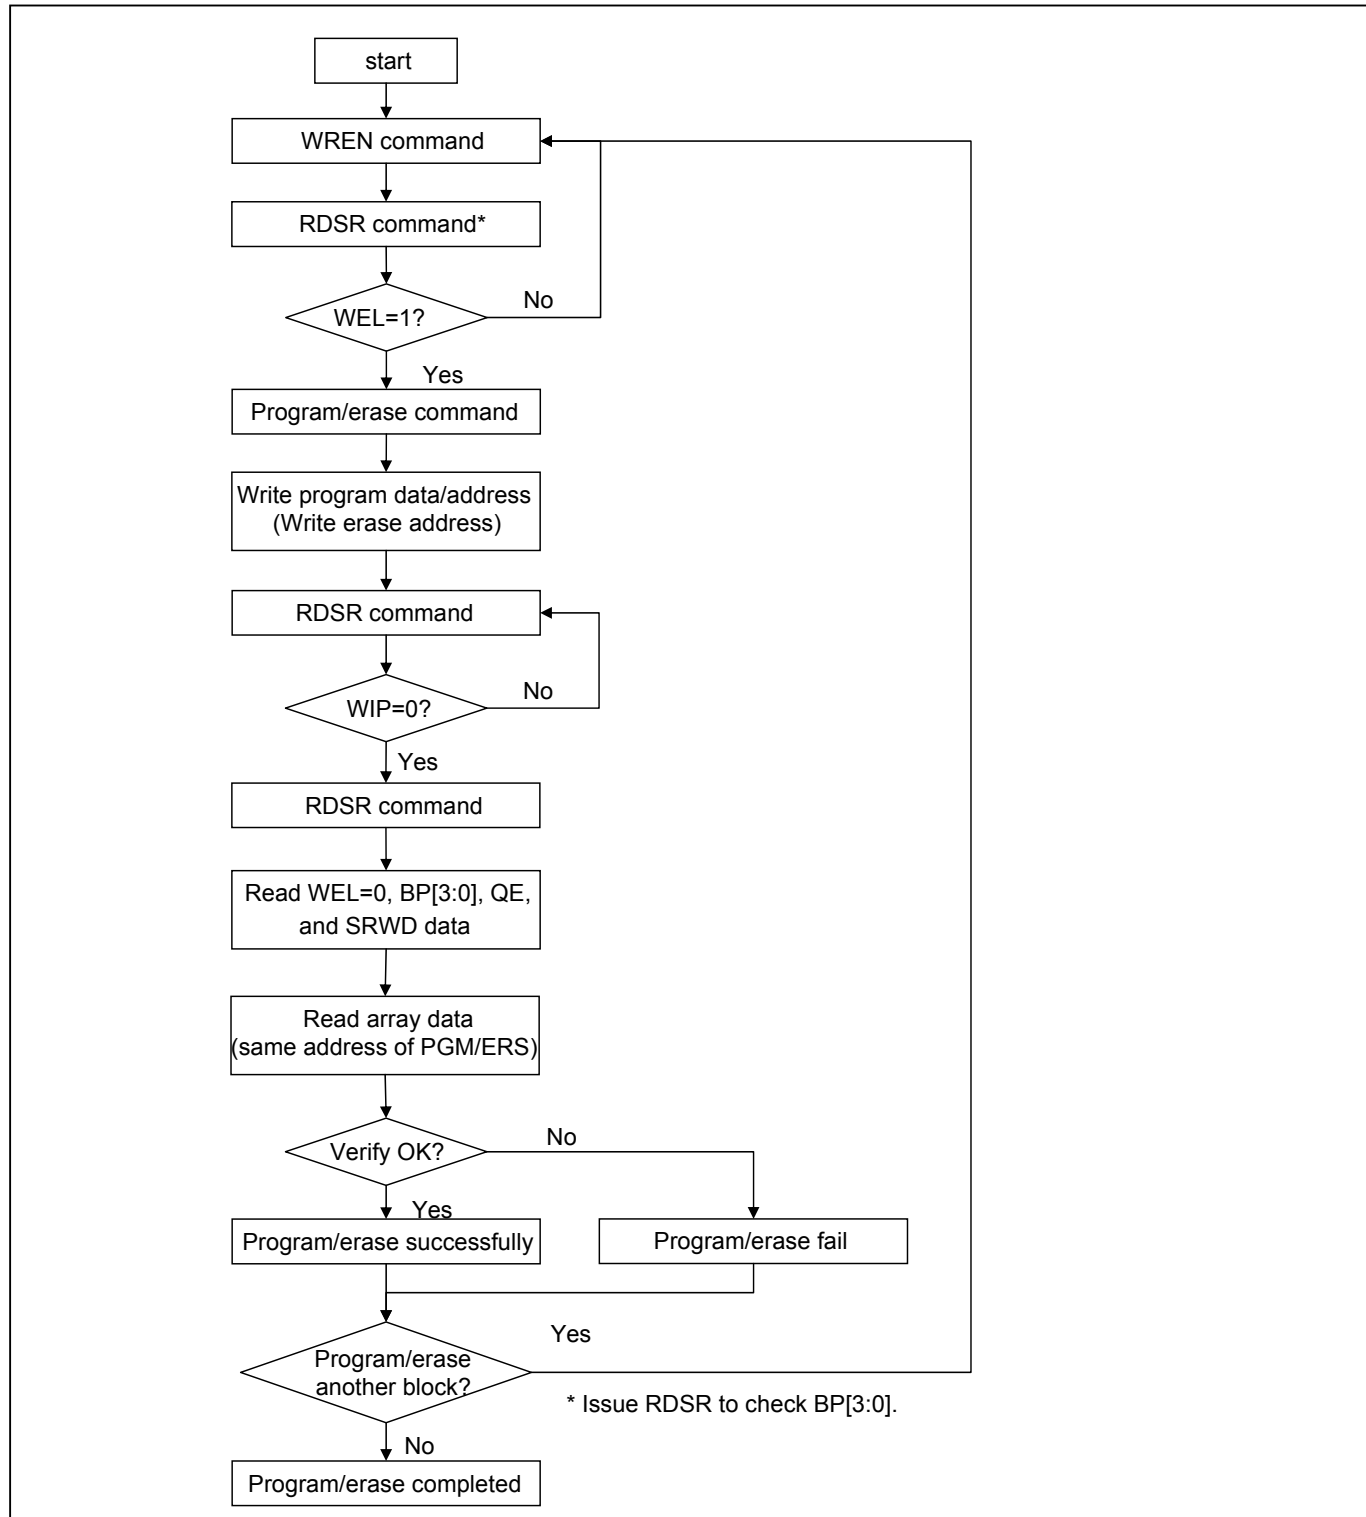 start
WREN command
RDSR command*
WEL=1?
No
Yes
Program/erase command
Write program data/address
(Write erase address)
RDSR command
WIP=0?
No
Yes
RDSR command
Read WEL=0, BP[3:0], QE,
and SRWD data
Read array data
(same address of PGM/ERS)
Verify OK?
No
Yes
Program/erase successfully
Program/erase fail
Program/erase
another block?
Yes
* Issue RDSR to check BP[3:0].
No
Program/erase completed